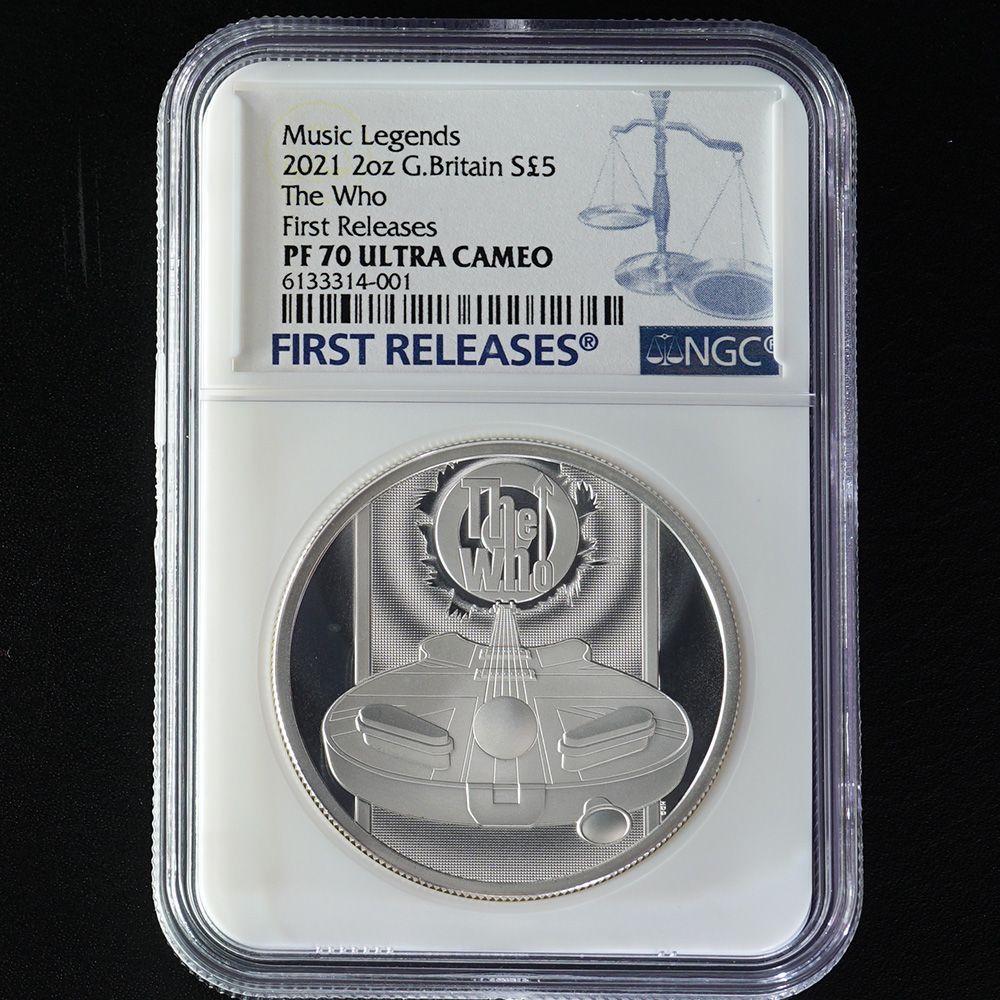 Music Legends
2021 2oz G.Britain S£5
The Who
First Releases
PF 70 ULTRA CAMEO
6133314-001
FIRST RELEASES®
NGC®
The
Who